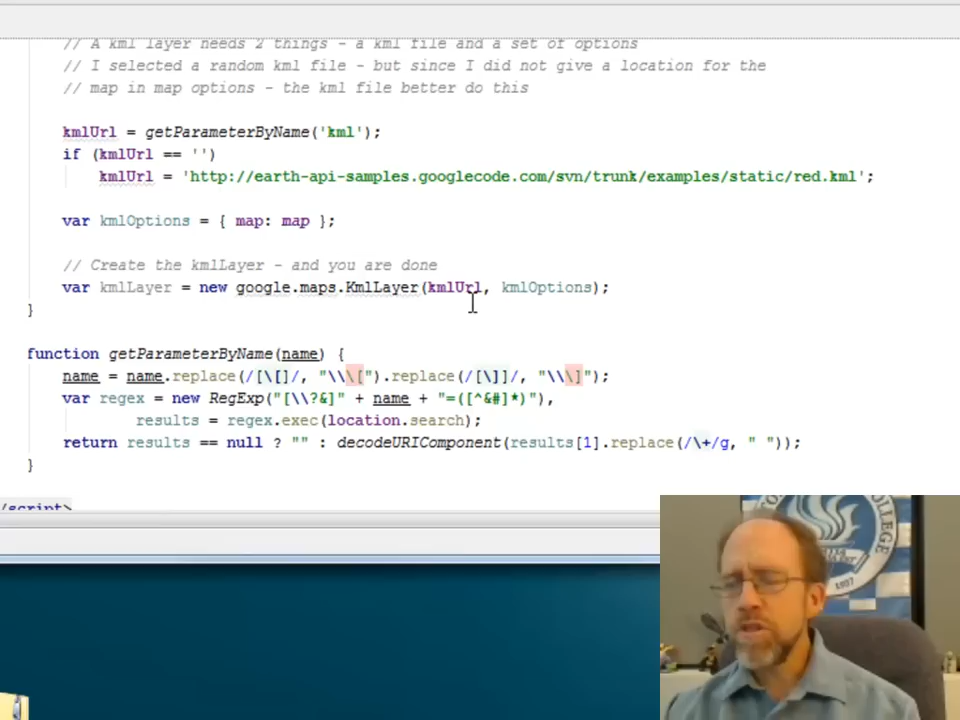 // A kml layer needs 2 things - a kml file and a set of options
// I selected a random kml file - but since I did not give a location for the
// map in map options - the kml file better do this
kmlUrl = getParameterByName('kml');
if (kmlUrl == '')
kmlUrl = 'http://earth-api-samples.googlecode.com/svn/trunk/examples/static/red.kml';
var kmlOptions = { map: map };
// Create the kmlLayer - and you are done
var kmlLayer = new google.maps.KmlLayer(kmlUrl, kmlOptions);
}
function getParameterByName(name) {
name = name.replace(/[\[]/, "\\\[").replace(/[\]]/, "\\\]");
var regex = new RegExp("[\\?&]" + name + "=([^&#]*)"),
results = regex.exec(location.search);
return results == null ? "" : decodeURIComponent(results[1].replace(/\+/g, " "));
}
/script>
COLLEGE
1907